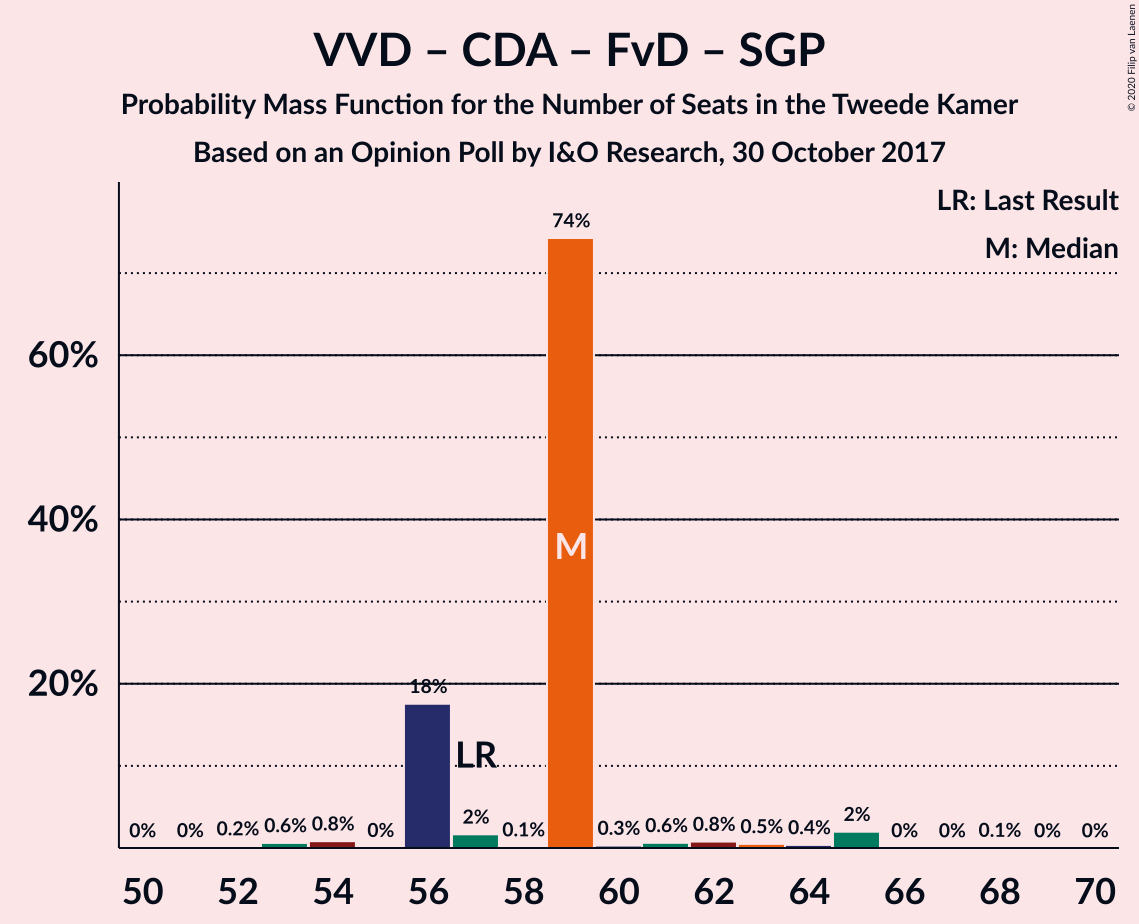 VVD – CDA – FvD – SGP
Probability Mass Function for the Number of Seats in the Tweede Kamer
Based on an Opinion Poll by I&O Research, 30 October 2017
© 2020 Filip van Laenen
LR: Last Result
M: Median
74%
60%
M
40%
20%
18%
LR
0% 0% 0.2% 0.6% 0.8% 0% 2% 0.1% 0.3% 0.6% 0.8% 0.5% 0.4% 2% 0% 0% 0.1% 0% 0%
50 52 54 56 58 60 62 64 66 68 70